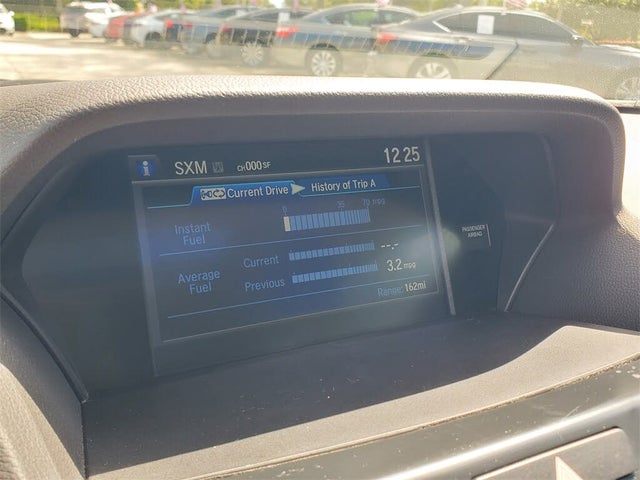 i SXM CH000SF 12 25
Current Drive History of Trip A
0 35 70 mpg
Instant Fuel
Current --.-
Average Fuel
Previous 3.2 mpg
Range: 162mi
PASSENGER
AIRBAG